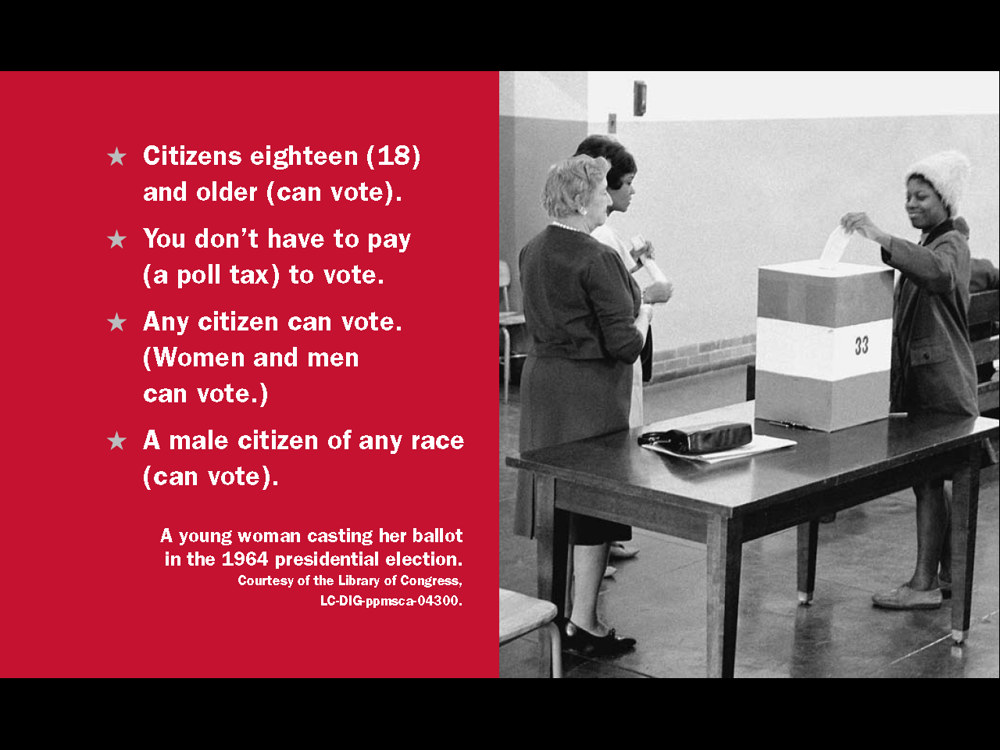 Citizens eighteen (18)
and older (can vote).
You don't have to pay
(a poll tax) to vote.
Any citizen can vote.
(Women and men
can vote.)
A male citizen of any race
(can vote).
A young woman casting her ballot
in the 1964 presidential election.
Courtesy of the Library of Congress,
LC-DIG-ppmsca-04300.
33